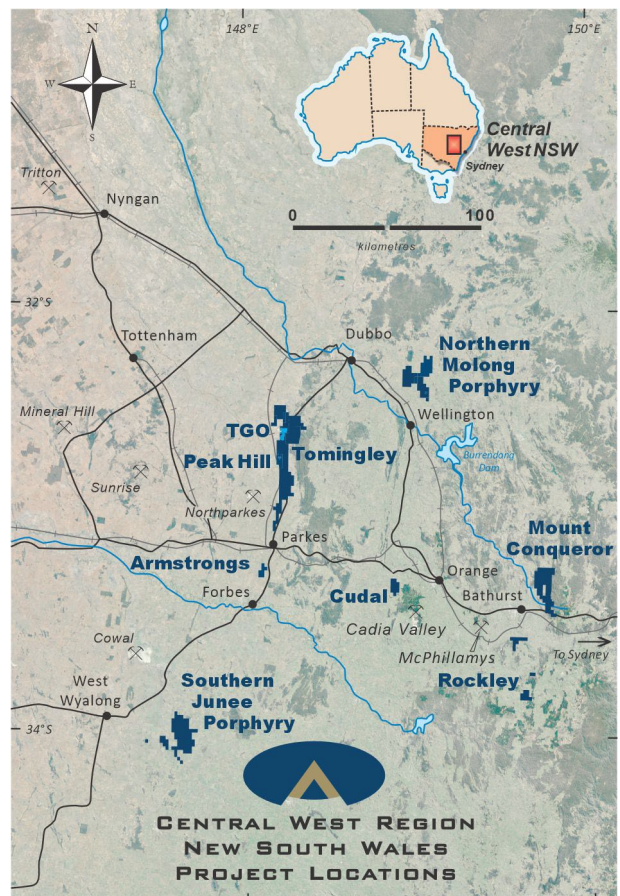 148°E
150°E
N
W
E
S
Central
West NSW
Sydney
Tritton
Nyngan
0
100
kilometres
32°S
Dubbo
Tottenham
Northern
Molong
Porphyry
Mineral Hill
Wellington
TGO
Tomingley
Peak Hill
Burrendong
Dam
Sunrise
Northparkes
Mount
Conqueror
Parkes
Armstrongs
Orange
Forbes
Cudal
Bathurst
Cadia Valley
Cowal
McPhillamys
To Sydney
West
Wyalong
Southern
Junee
Porphyry
Rockley
34°S
CENTRAL WEST REGION
NEW SOUTH WALES
PROJECT LOCATIONS